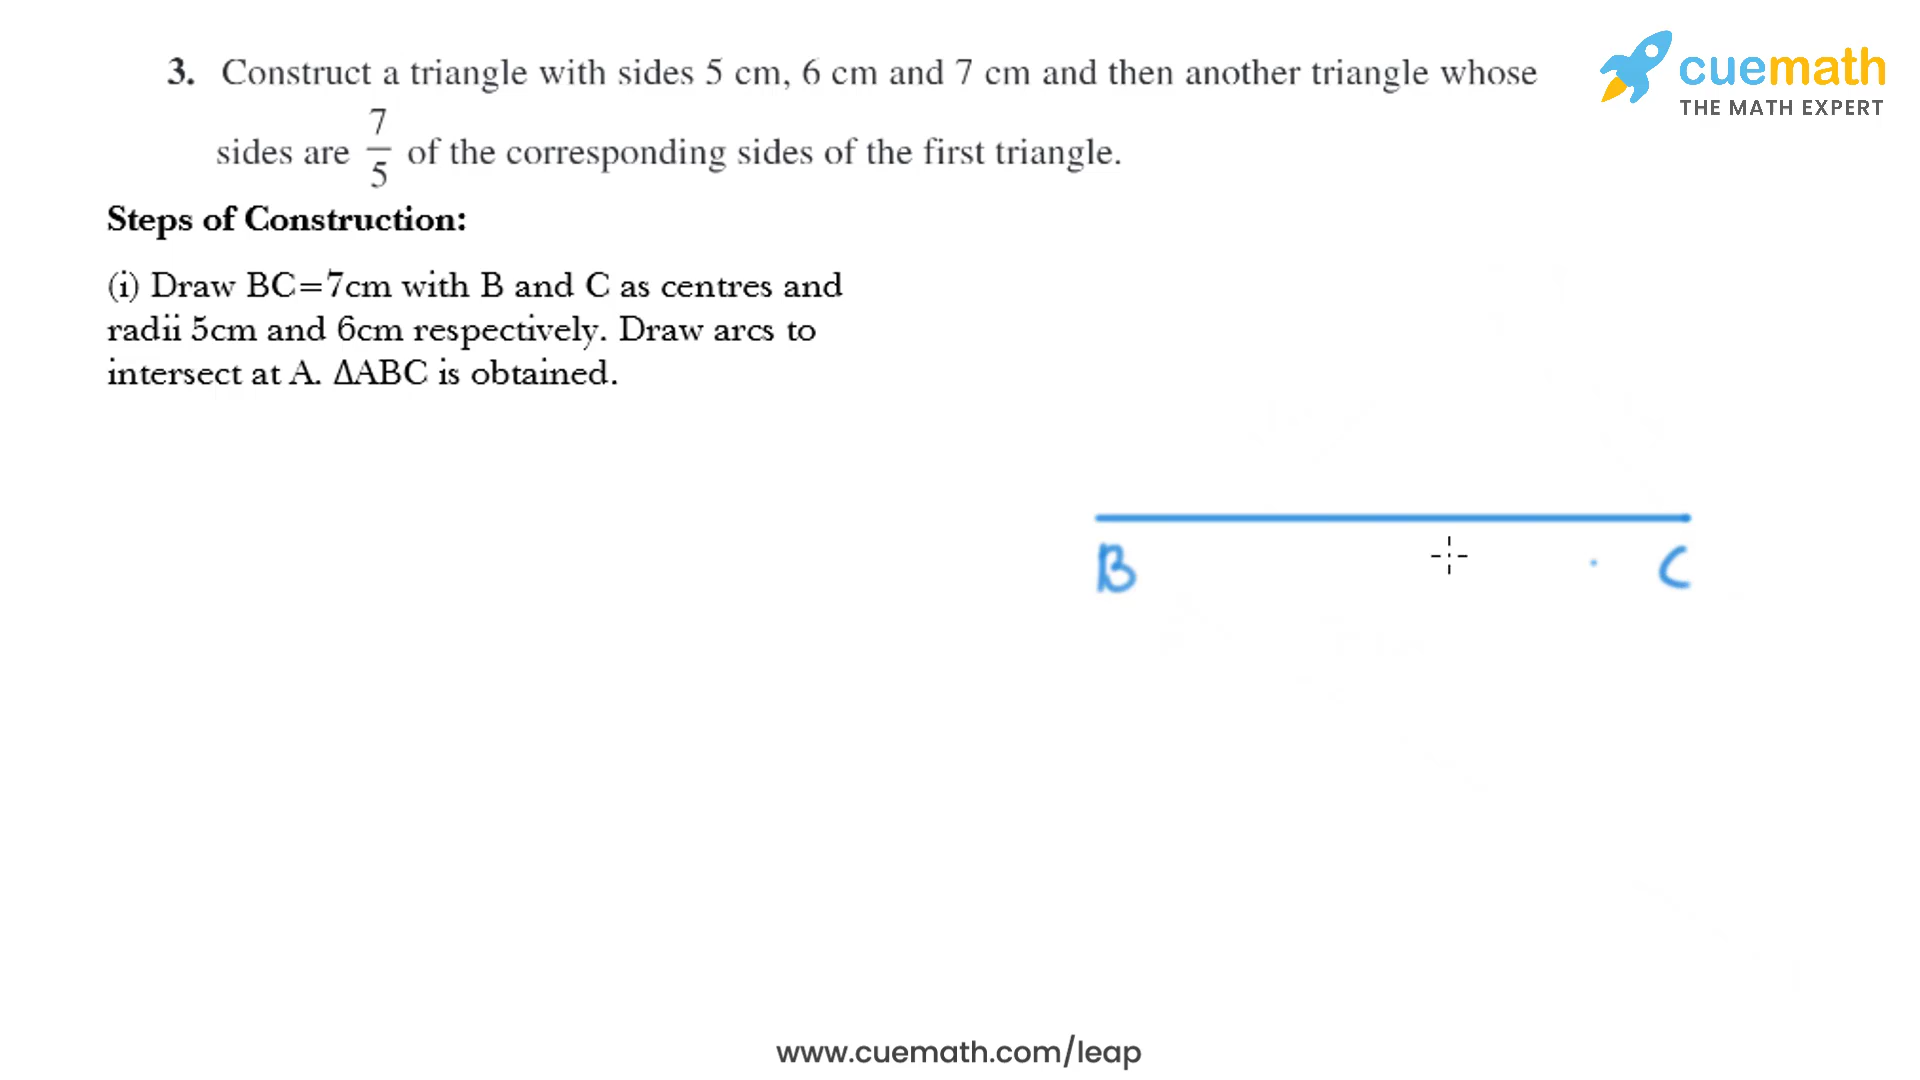 3. Construct a triangle with sides 5 cm, 6 cm and 7 cm and then another triangle whose
sides are 7/5 of the corresponding sides of the first triangle.
cuemath
THE MATH EXPERT
Steps of Construction:
(i) Draw BC=7cm with B and C as centres and
radii 5cm and 6cm respectively. Draw arcs to
intersect at A. ΔABC is obtained.
B C
www.cuemath.com/leap